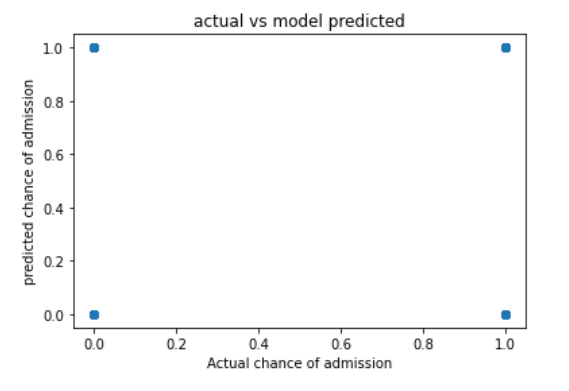 actual vs model predicted
1.0
0.8
0.6
0.4
0.2
0.0
predicted chance of admission
0.0 0.2 0.4 0.6 0.8 1.0
Actual chance of admission